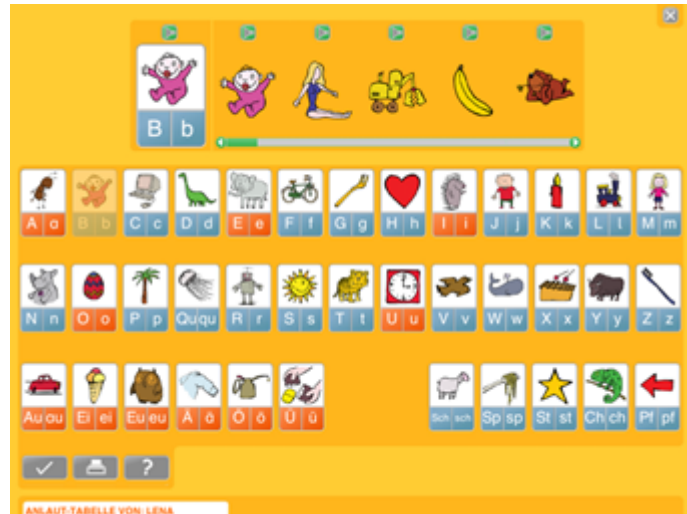 B b
A a B b C c D d E e F f G g H h I i J j K k L l M m
N n O o P p Qu qu R r S s T t U u V v W w X x Y y Z z
Au au Ei ei Eu eu Ä ä Ö ö Ü ü Sch sch Sp sp St st Ch ch Pf pf
?
ANLAUT-TABELLE VON: LENA